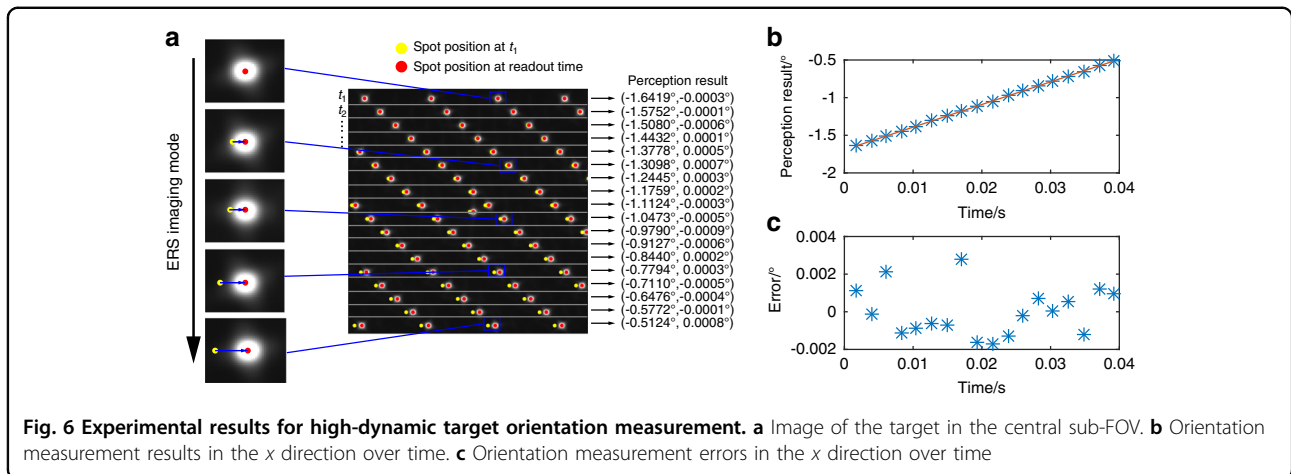 a
Spot position at t1
Spot position at readout time
ERS imaging mode
t1
t2
Perception result
(-1.6419°,-0.0003°)
(-1.5752°,-0.0001°)
(-1.5080°,-0.0006°)
(-1.4432°, 0.0001°)
(-1.3778°, 0.0005°)
(-1.3098°, 0.0007°)
(-1.2445°, 0.0003°)
(-1.1759°, 0.0002°)
(-1.1124°,-0.0003°)
(-1.0473°,-0.0005°)
(-0.9790°,-0.0009°)
(-0.9127°,-0.0006°)
(-0.8440°, 0.0002°)
(-0.7794°, 0.0003°)
(-0.7110°,-0.0005°)
(-0.6476°,-0.0004°)
(-0.5772°,-0.0001°)
(-0.5124°, 0.0008°)
b
Perception result/°
-0.5
-1
-1.5
-2
0 0.01 0.02 0.03 0.04
Time/s
c
Error/°
0.004
0.002
0
-0.002
0 0.01 0.02 0.03 0.04
Time/s
Fig. 6 Experimental results for high-dynamic target orientation measurement. a Image of the target in the central sub-FOV. b Orientation
measurement results in the x direction over time. c Orientation measurement errors in the x direction over time